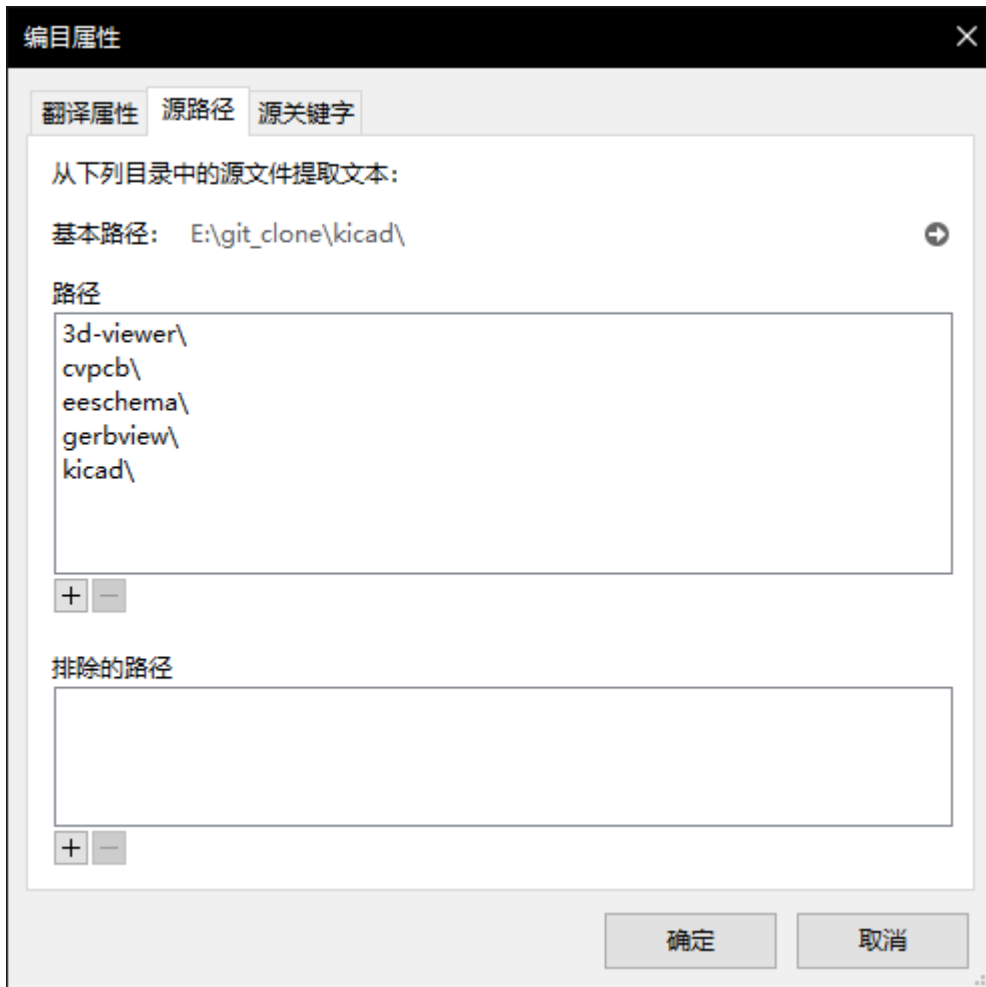 编目属性
翻译属性 源路径 源关键字
从下列目录中的源文件提取文本:
基本路径: E:\git_clone\kicad\
路径
3d-viewer\
cvpcb\
eeschema\
gerbview\
kicad\
排除的路径
确定 取消